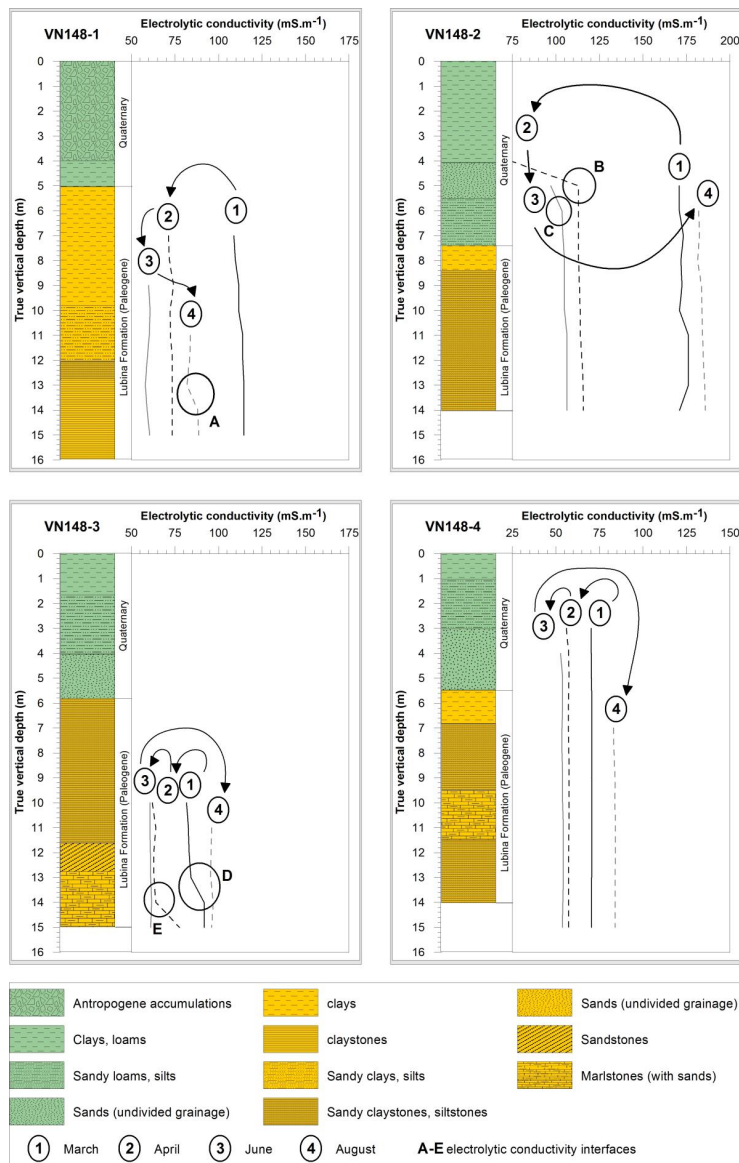 Electrolytic conductivity (mS.m-1)
VN148-1
50 75 100 125 175
True vertical depth (m)
0
1
2
3
4
5
6
7
8
9
10
11
12
13
14
15
16
Quaternary
Lubina Formation (Paleogene)
1
2
3
4
A
Electrolytic conductivity (mS.m-1)
VN148-2
75 100 125 150 175 200
True vertical depth (m)
0
1
2
3
4
5
6
7
8
9
10
11
12
13
14
15
16
Quaternary
Lubina Formation (Paleogene)
2
B
1
4
3
C
Electrolytic conductivity (mS.m-1)
VN148-3
50 75 100 125 175
True vertical depth (m)
0
1
2
3
4
5
6
7
8
9
10
11
12
13
14
15
16
Quaternary
Lubina Formation (Paleogene)
3
2
1
4
D
E
Electrolytic conductivity (mS.m-1)
VN148-4
25 50 75 100 125 150
True vertical depth (m)
0
1
2
3
4
5
6
7
8
9
10
11
12
13
14
15
16
Quaternary
Lubina Formation (Paleogene)
3
2
1
4
Antropogene accumulations
clays
Sands (undivided grainage)
Clays, loams
claystones
Sandstones
Sandy loams, silts
Sandy clays, silts
Marlstones (with sands)
Sands (undivided grainage)
Sandy claystones, siltstones
1 March 2 April 3 June 4 August A-E electrolytic conductivity interfaces